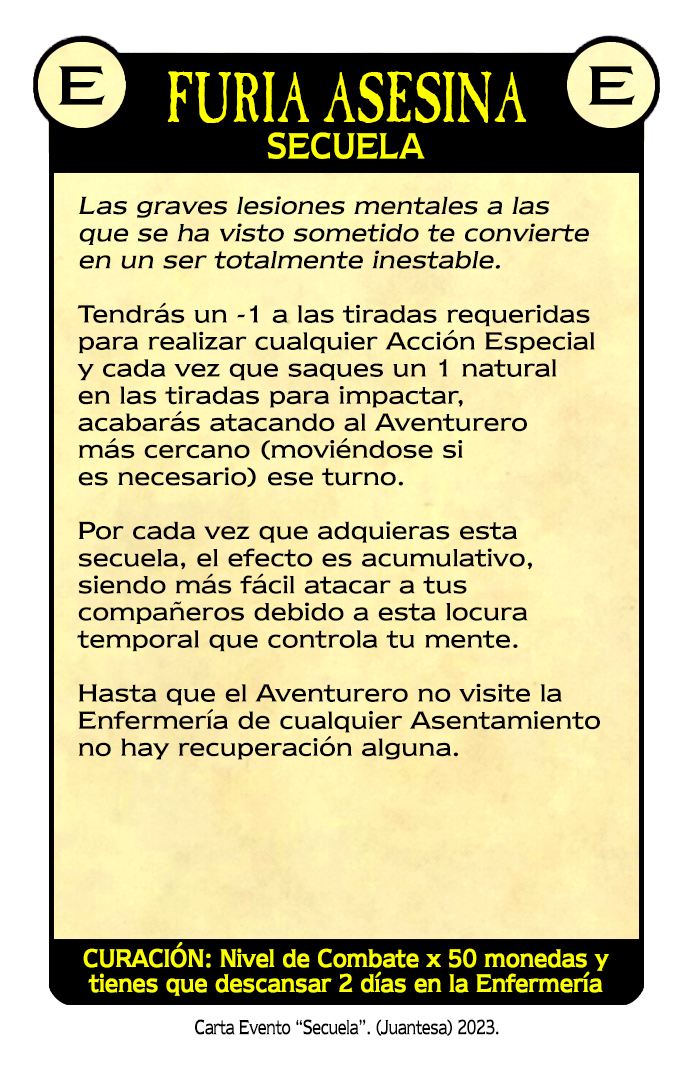 E
FURIA ASESINA
E
SECUELA
Las graves lesiones mentales a las
que se ha visto sometido te convierte
en un ser totalmente inestable.
Tendrás un -1 a las tiradas requeridas
para realizar cualquier Acción Especial
y cada vez que saques un 1 natural
en las tiradas para impactar,
acabarás atacando al Aventurero
más cercano (moviéndose si
es necesario) ese turno.
Por cada vez que adquieras esta
secuela, el efecto es acumulativo,
siendo más fácil atacar a tus
compañeros debido a esta locura
temporal que controla tu mente.
Hasta que el Aventurero no visite la
Enfermería de cualquier Asentamiento
no hay recuperación alguna.
CURACIÓN: Nivel de Combate x 50 monedas y
tienes que descansar 2 días en la Enfermería
Carta Evento “Secuela”. (Juantesa) 2023.